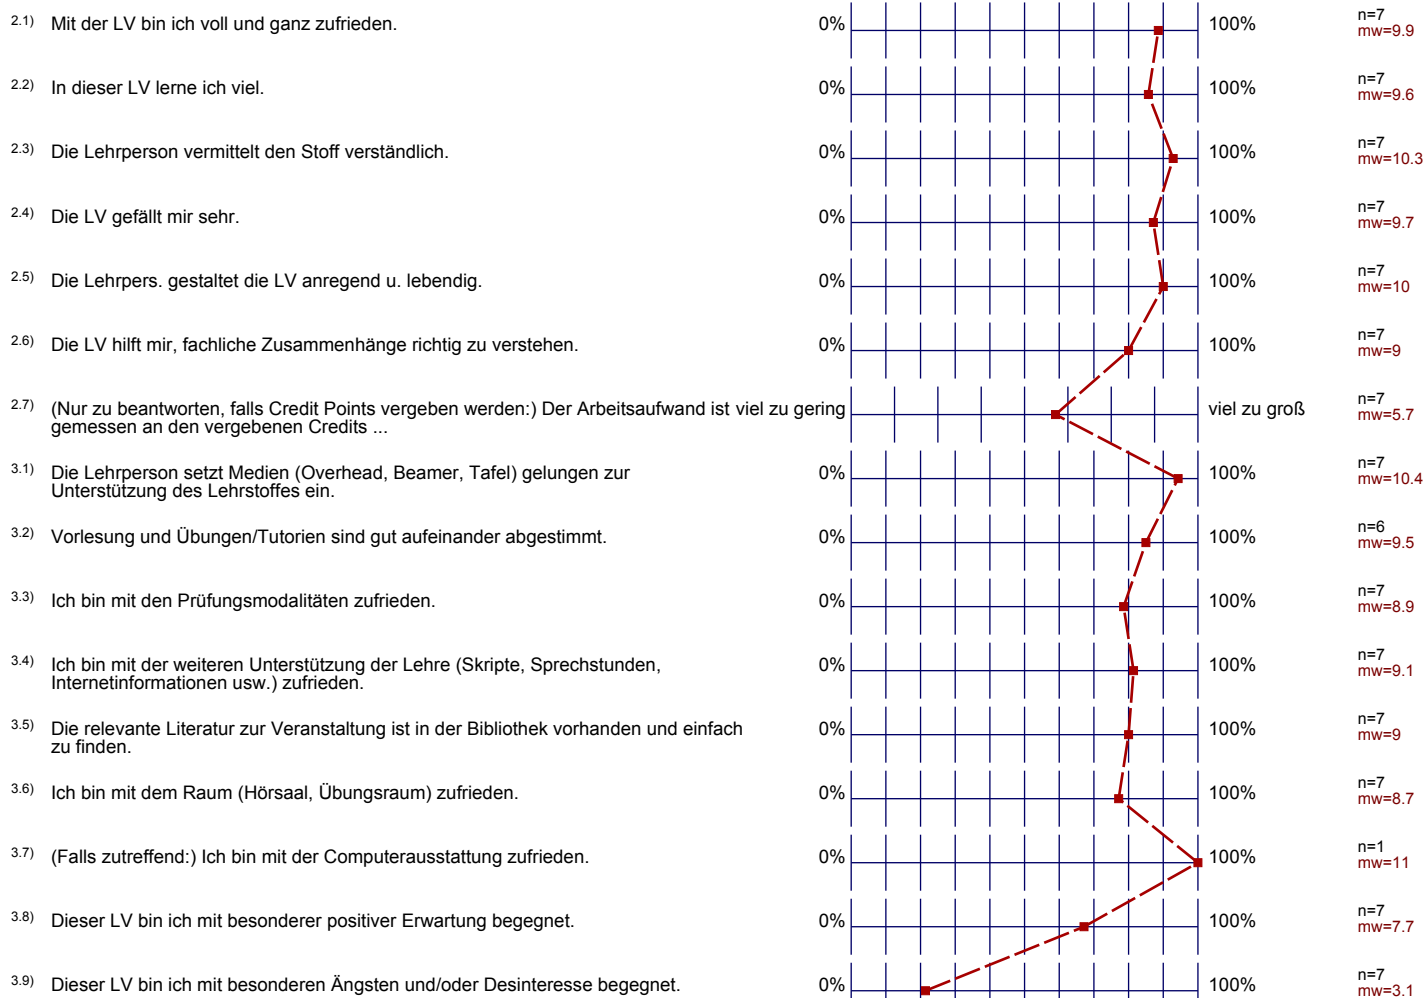 2.1) Mit der LV bin ich voll und ganz zufrieden. 0% 100% n=7
mw=9.9
2.2) In dieser LV lerne ich viel. 0% 100% n=7
mw=9.6
2.3) Die Lehrperson vermittelt den Stoff verständlich. 0% 100% n=7
mw=10.3
2.4) Die LV gefällt mir sehr. 0% 100% n=7
mw=9.7
2.5) Die Lehrpers. gestaltet die LV anregend u. lebendig. 0% 100% n=7
mw=10
2.6) Die LV hilft mir, fachliche Zusammenhänge richtig zu verstehen. 0% 100% n=7
mw=9
2.7) (Nur zu beantworten, falls Credit Points vergeben werden:) Der Arbeitsaufwand ist viel zu gering viel zu groß n=7
gemessen an den vergebenen Credits ... mw=5.7
3.1) Die Lehrperson setzt Medien (Overhead, Beamer, Tafel) gelungen zur 0% 100% n=7
Unterstützung des Lehrstoffes ein. mw=10.4
3.2) Vorlesung und Übungen/Tutorien sind gut aufeinander abgestimmt. 0% 100% n=6
mw=9.5
3.3) Ich bin mit den Prüfungsmodalitäten zufrieden. 0% 100% n=7
mw=8.9
3.4) Ich bin mit der weiteren Unterstützung der Lehre (Skripte, Sprechstunden, 0% 100% n=7
Internetinformationen usw.) zufrieden. mw=9.1
3.5) Die relevante Literatur zur Veranstaltung ist in der Bibliothek vorhanden und einfach 0% 100% n=7
zu finden. mw=9
3.6) Ich bin mit dem Raum (Hörsaal, Übungsraum) zufrieden. 0% 100% n=7
mw=8.7
3.7) (Falls zutreffend:) Ich bin mit der Computerausstattung zufrieden. 0% 100% n=1
mw=11
3.8) Dieser LV bin ich mit besonderer positiver Erwartung begegnet. 0% 100% n=7
mw=7.7
3.9) Dieser LV bin ich mit besonderen Ängsten und/oder Desinteresse begegnet. 0% 100% n=7
mw=3.1